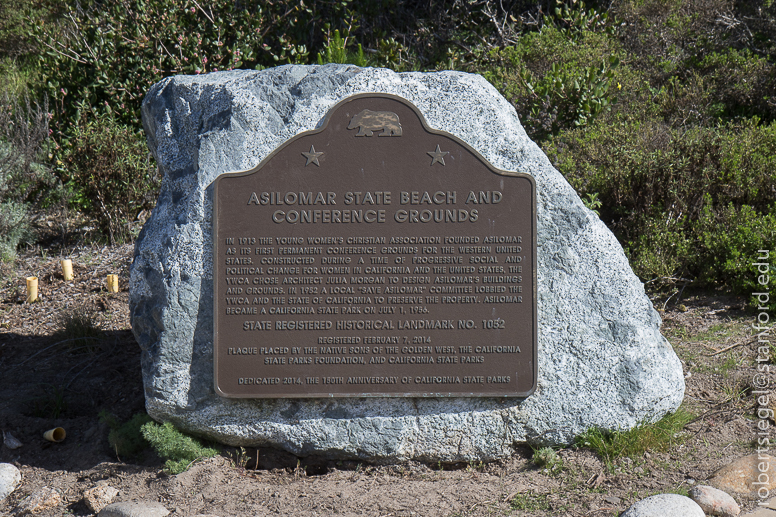 ASILOMAR STATE BEACH AND
CONFERENCE GROUNDS
IN 1913 THE YOUNG WOMEN'S CHRISTIAN ASSOCIATION FOUNDED ASILOMAR
AS ITS FIRST PERMANENT CONFERENCE GROUNDS FOR THE WESTERN UNITED
STATES. CONSTRUCTED DURING A TIME OF PROGRESSIVE SOCIAL AND
POLITICAL CHANGE FOR WOMEN IN CALIFORNIA AND THE UNITED STATES, THE
YWCA CHOSE ARCHITECT JULIA MORGAN TO DESIGN ASILOMAR'S BUILDINGS
AND GROUNDS. IN 1952 A LOCAL 'SAVE ASILOMAR' COMMITTEE LOBBIED THE
YWCA AND THE STATE OF CALIFORNIA TO PRESERVE THE PROPERTY. ASILOMAR
BECAME A CALIFORNIA STATE PARK ON JULY 1, 1956.
STATE REGISTERED HISTORICAL LANDMARK NO. 1052
REGISTERED FEBRUARY 7, 2014
PLAQUE PLACED BY THE NATIVE SONS OF THE GOLDEN WEST, THE CALIFORNIA
STATE PARKS FOUNDATION, AND CALIFORNIA STATE PARKS
DEDICATED 2014, THE 150TH ANNIVERSARY OF CALIFORNIA STATE PARKS
robertsiegel@stanford.edu